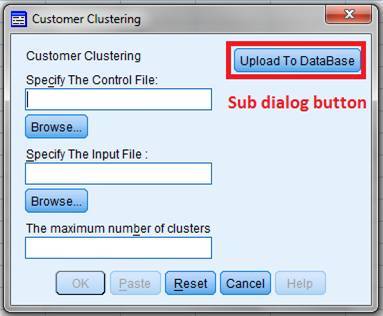 Customer Clustering
Customer Clustering
Upload To DataBase
Sub dialog button
Specify The Control File:
Browse...
Specify The Input File :
Browse...
The maximum number of clusters
OK Paste Reset Cancel Help